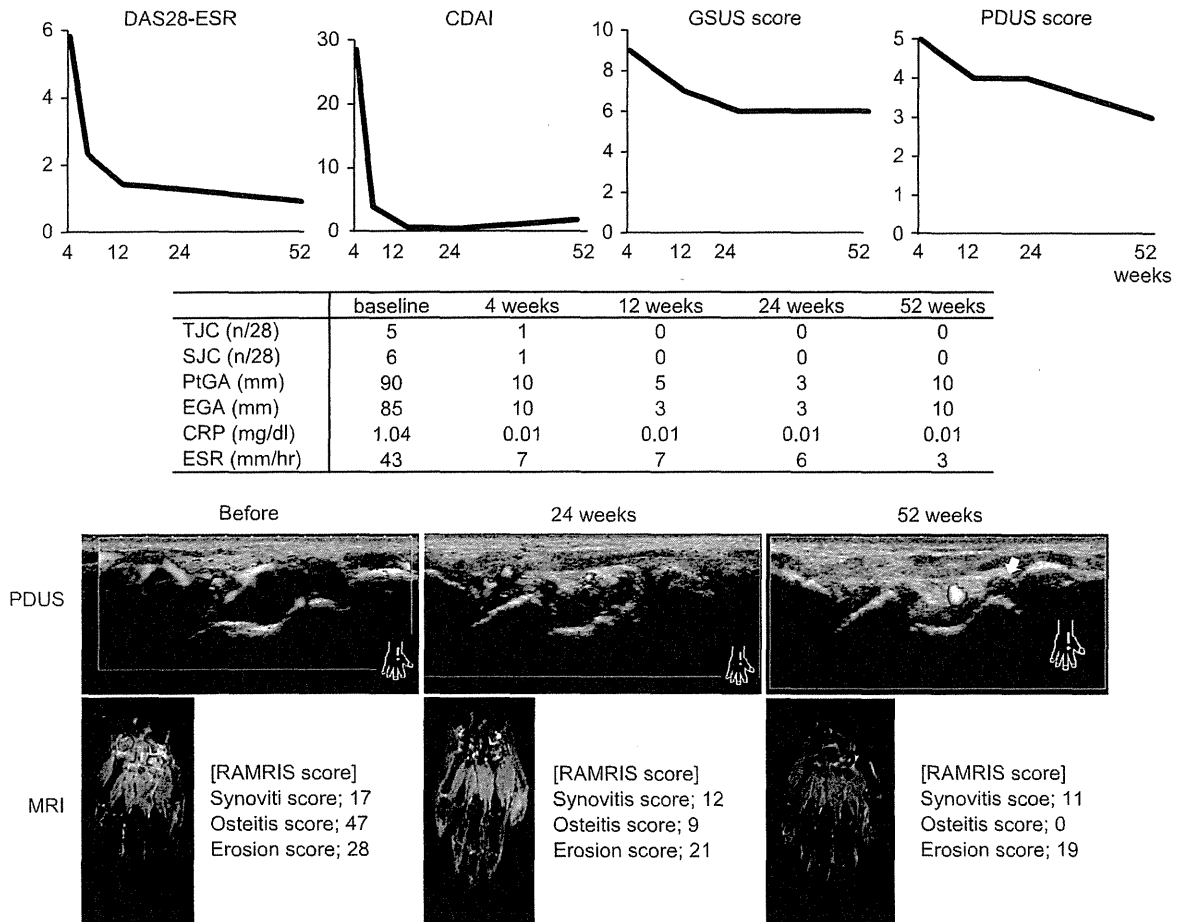 DAS28-ESR CDAI GSUS score PDUS score
6
4
2
0
4 12 24 52
30
20
10
0
4 12 24 52
10
8
6
4
2
0
4 12 24 52
5
4
3
2
1
0
4 12 24 52
weeks
baseline 4 weeks 12 weeks 24 weeks 52 weeks
TJC (n/28) 5 1 0 0 0
SJC (n/28) 6 1 0 0 0
PtGA (mm) 90 10 5 3 10
EGA (mm) 85 10 3 3 10
CRP (mg/dl) 1.04 0.01 0.01 0.01 0.01
ESR (mm/hr) 43 7 7 6 3
Before 24 weeks 52 weeks
PDUS
MRI
[RAMRIS score]
Synoviti score; 17
Osteitis score; 47
Erosion score; 28
[RAMRIS score]
Synovitis score; 12
Osteitis score; 9
Erosion score; 21
[RAMRIS score]
Synovitis scoe; 11
Osteitis score; 0
Erosion score; 19